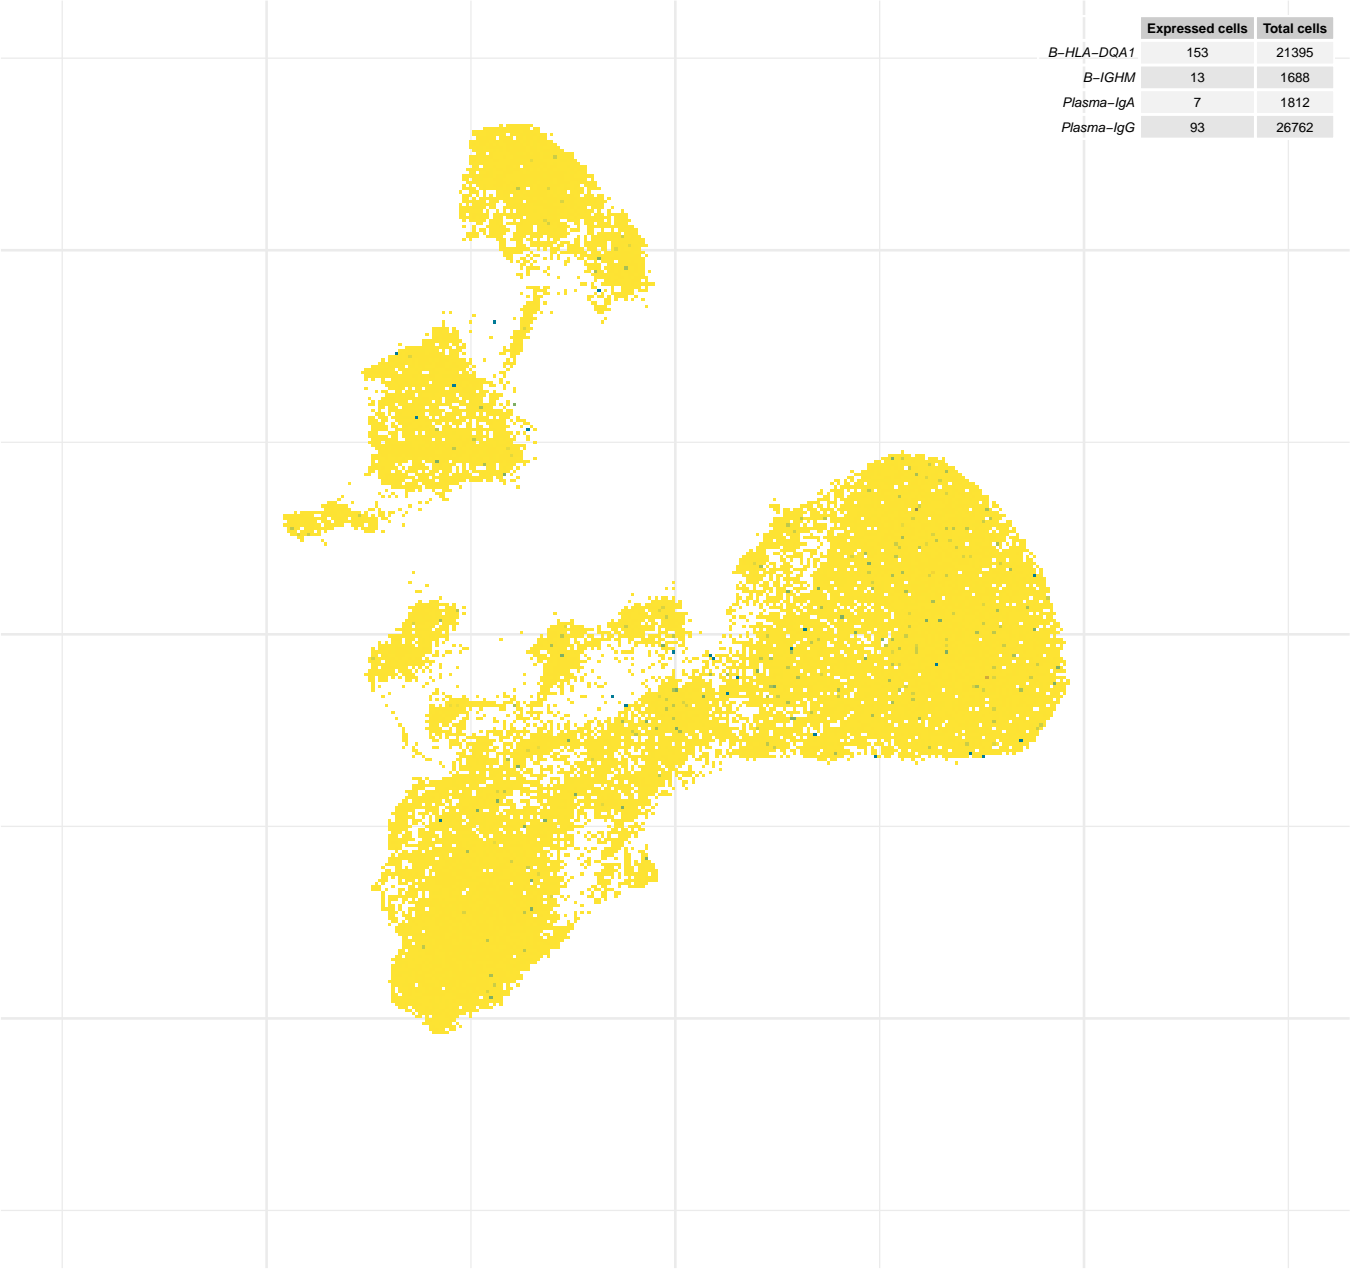 Expressed cells Total cells
B−HLA−DQA1 153 21395
B−IGHM 13 1688
Plasma−IgA 7 1812
Plasma−IgG 93 26762